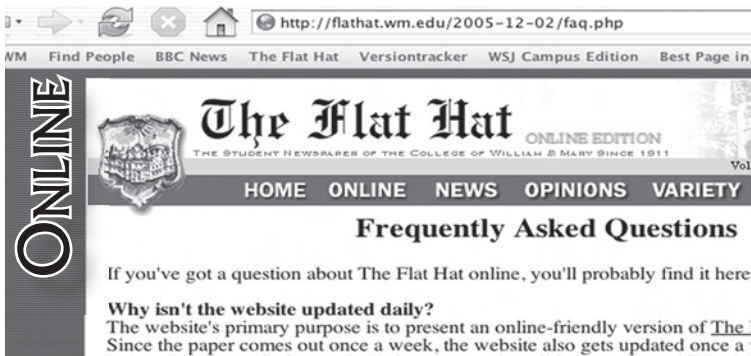 http://flathat.wm.edu/2005-12-02/faq.php
WM Find People BBC News The Flat Hat Versiontracker WSJ Campus Edition Best Page in
ONLINE
The Flat Hat ONLINE EDITION
THE STUDENT NEWSPAPER OF THE COLLEGE OF WILLIAM & MARY SINCE 1911
Vol
HOME ONLINE NEWS OPINIONS VARIETY
Frequently Asked Questions
If you've got a question about The Flat Hat online, you'll probably find it here
Why isn't the website updated daily?
The website's primary purpose is to present an online-friendly version of The
Since the paper comes out once a week, the website also gets updated once a